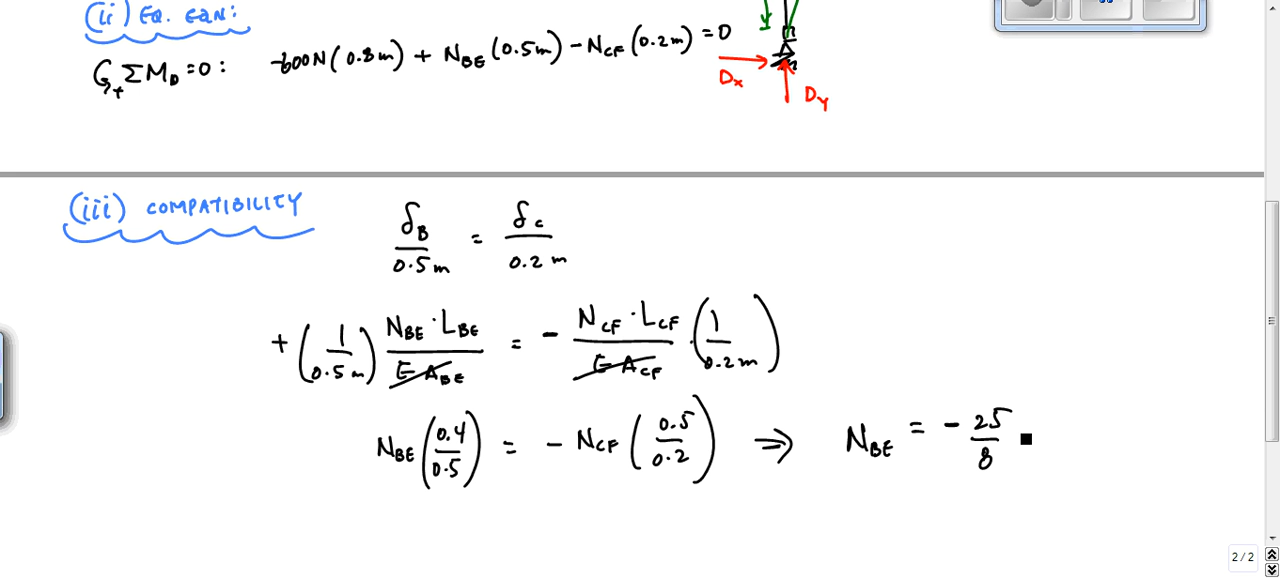 (ii) EQ. EQN:
↺+ ΣM_D = 0 : -600N(0.8m) + N_BE(0.5m) - N_CF(0.2m) = 0
D_x
D_y
(iii) COMPATIBILITY
δ_B/0.5m = δ_c/0.2m
+(1/0.5m) N_BE·L_BE/EA_BE = - N_CF·L_CF/EA_CF (1/0.2m)
N_BE(0.4/0.5) = - N_CF(0.5/0.2) ⇒ N_BE = - 25/8
2 / 2